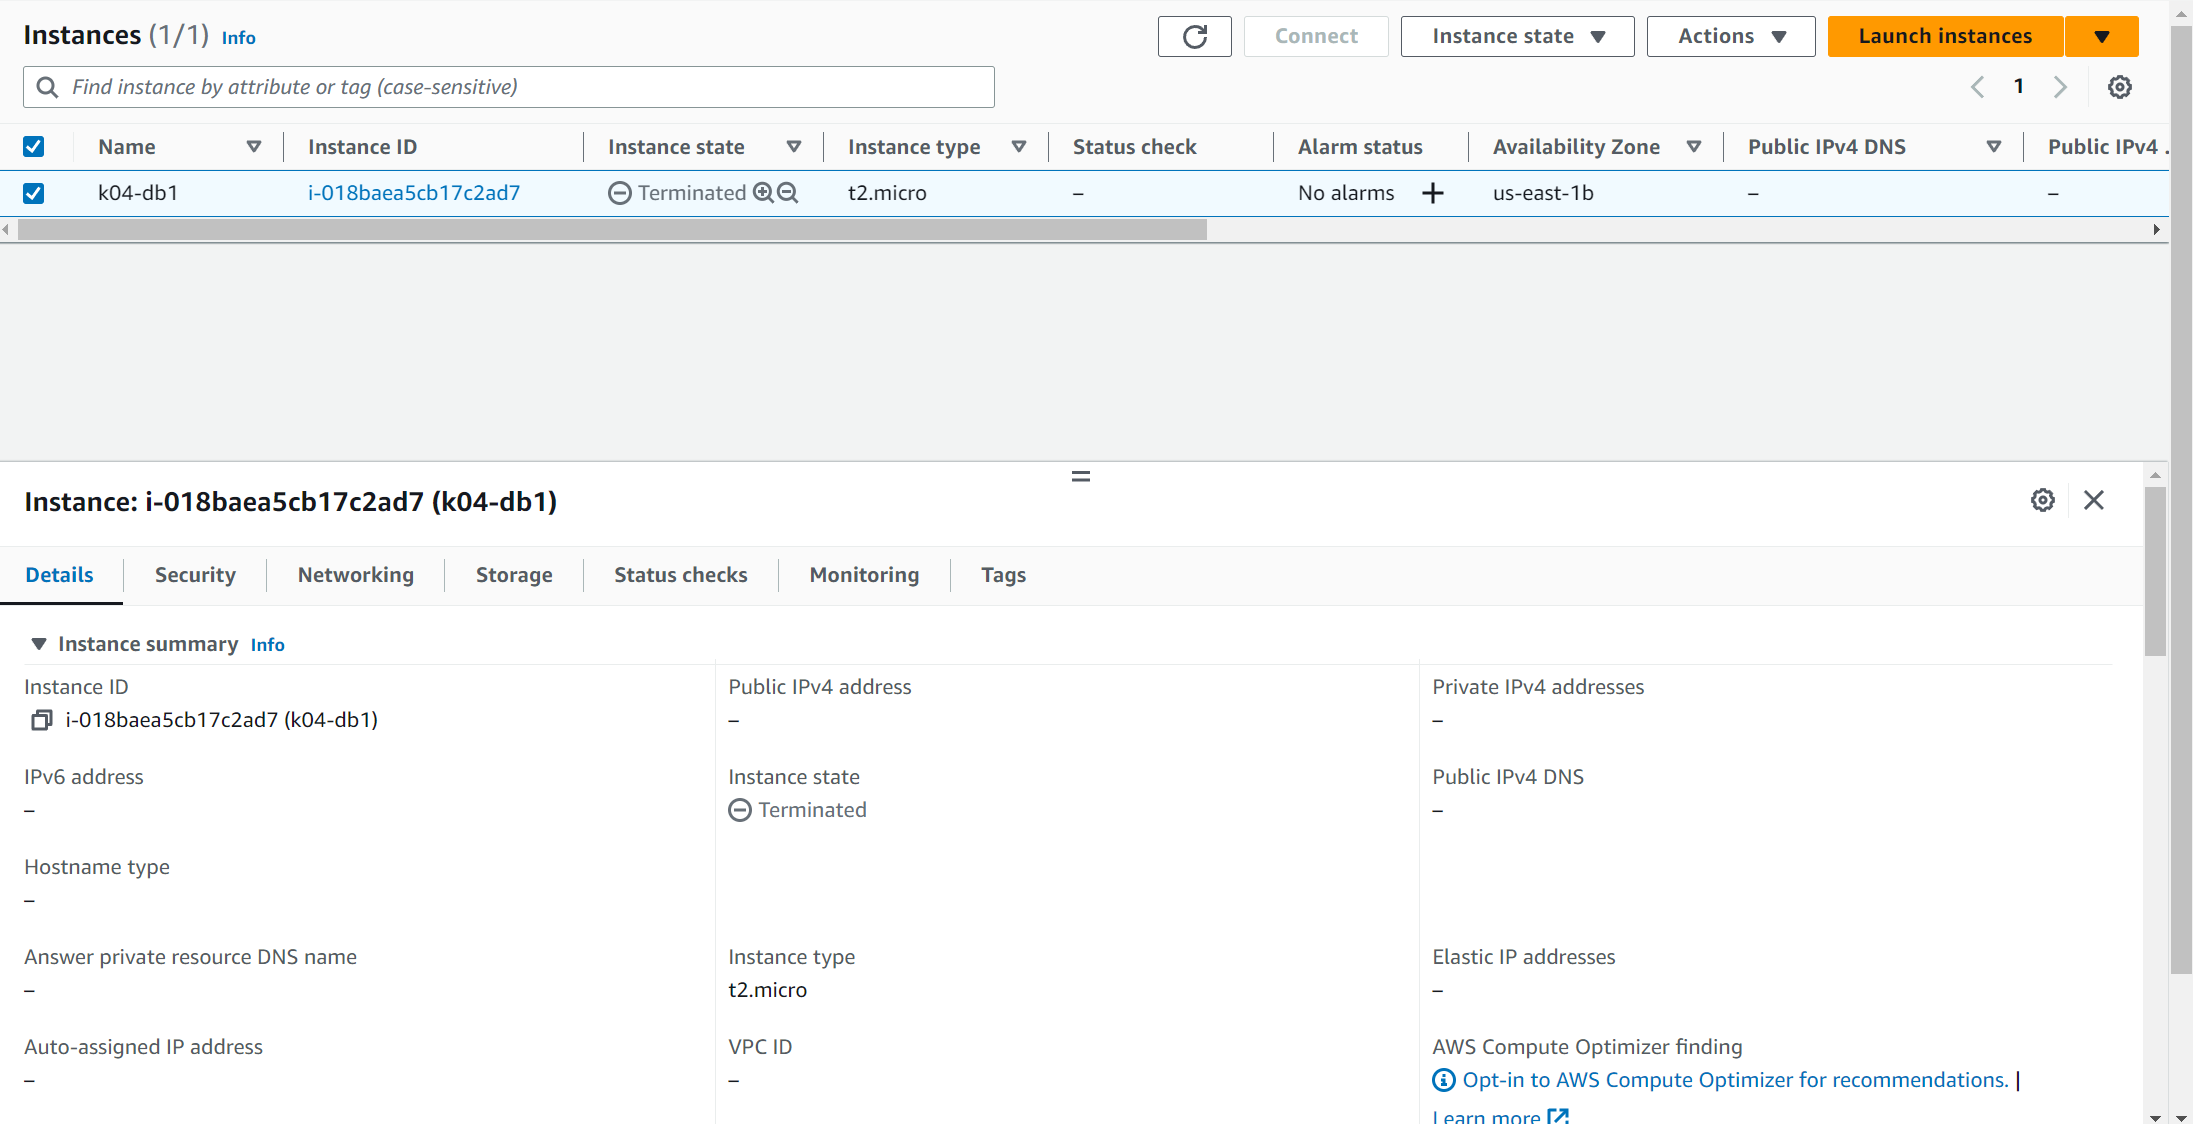 Instances (1/1) Info
Connect
Instance state
Actions
Launch instances
Find instance by attribute or tag (case-sensitive)
1
Name Instance ID Instance state Instance type Status check Alarm status Availability Zone Public IPv4 DNS Public IPv4 .
k04-db1 i-018baea5cb17c2ad7 Terminated t2.micro – No alarms + us-east-1b – –
Instance: i-018baea5cb17c2ad7 (k04-db1)
Details Security Networking Storage Status checks Monitoring Tags
Instance summary Info
Instance ID
i-018baea5cb17c2ad7 (k04-db1)
Public IPv4 address
–
Private IPv4 addresses
–
IPv6 address
–
Instance state
Terminated
Public IPv4 DNS
–
Hostname type
–
Answer private resource DNS name
–
Instance type
t2.micro
Elastic IP addresses
–
Auto-assigned IP address
–
VPC ID
–
AWS Compute Optimizer finding
Opt-in to AWS Compute Optimizer for recommendations. |
Learn more